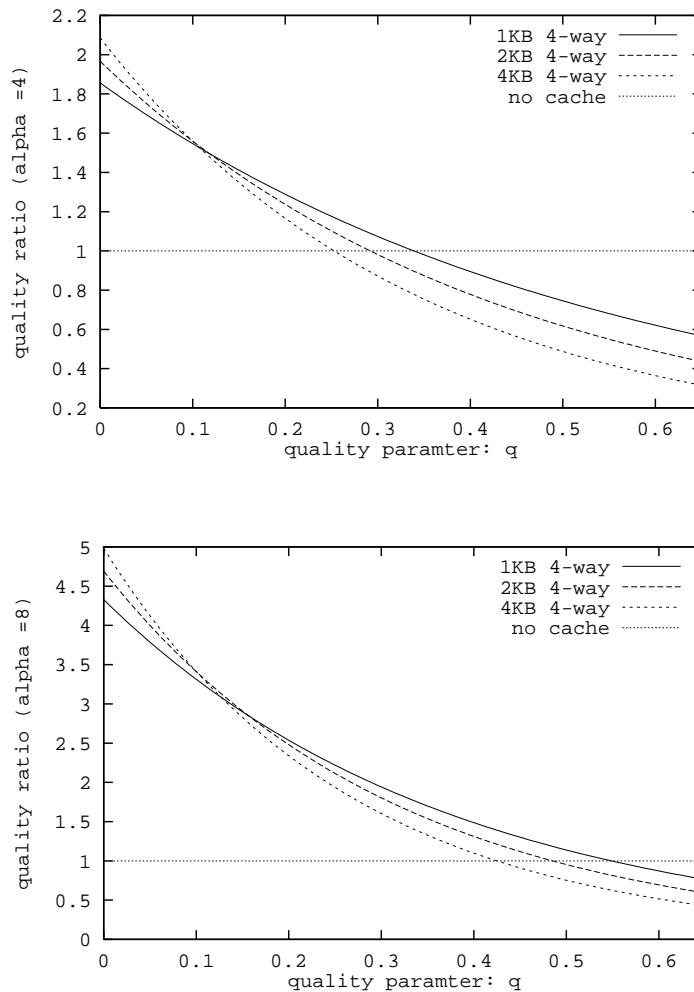 1KB 4-way
2KB 4-way
4KB 4-way
no cache
quality ratio (alpha =4)
2.2
2
1.8
1.6
1.4
1.2
1
0.8
0.6
0.4
0.2
0 0.1 0.2 0.3 0.4 0.5 0.6
quality paramter: q
1KB 4-way
2KB 4-way
4KB 4-way
no cache
quality ratio (alpha =8)
5
4.5
4
3.5
3
2.5
2
1.5
1
0.5
0
0 0.1 0.2 0.3 0.4 0.5 0.6
quality paramter: q